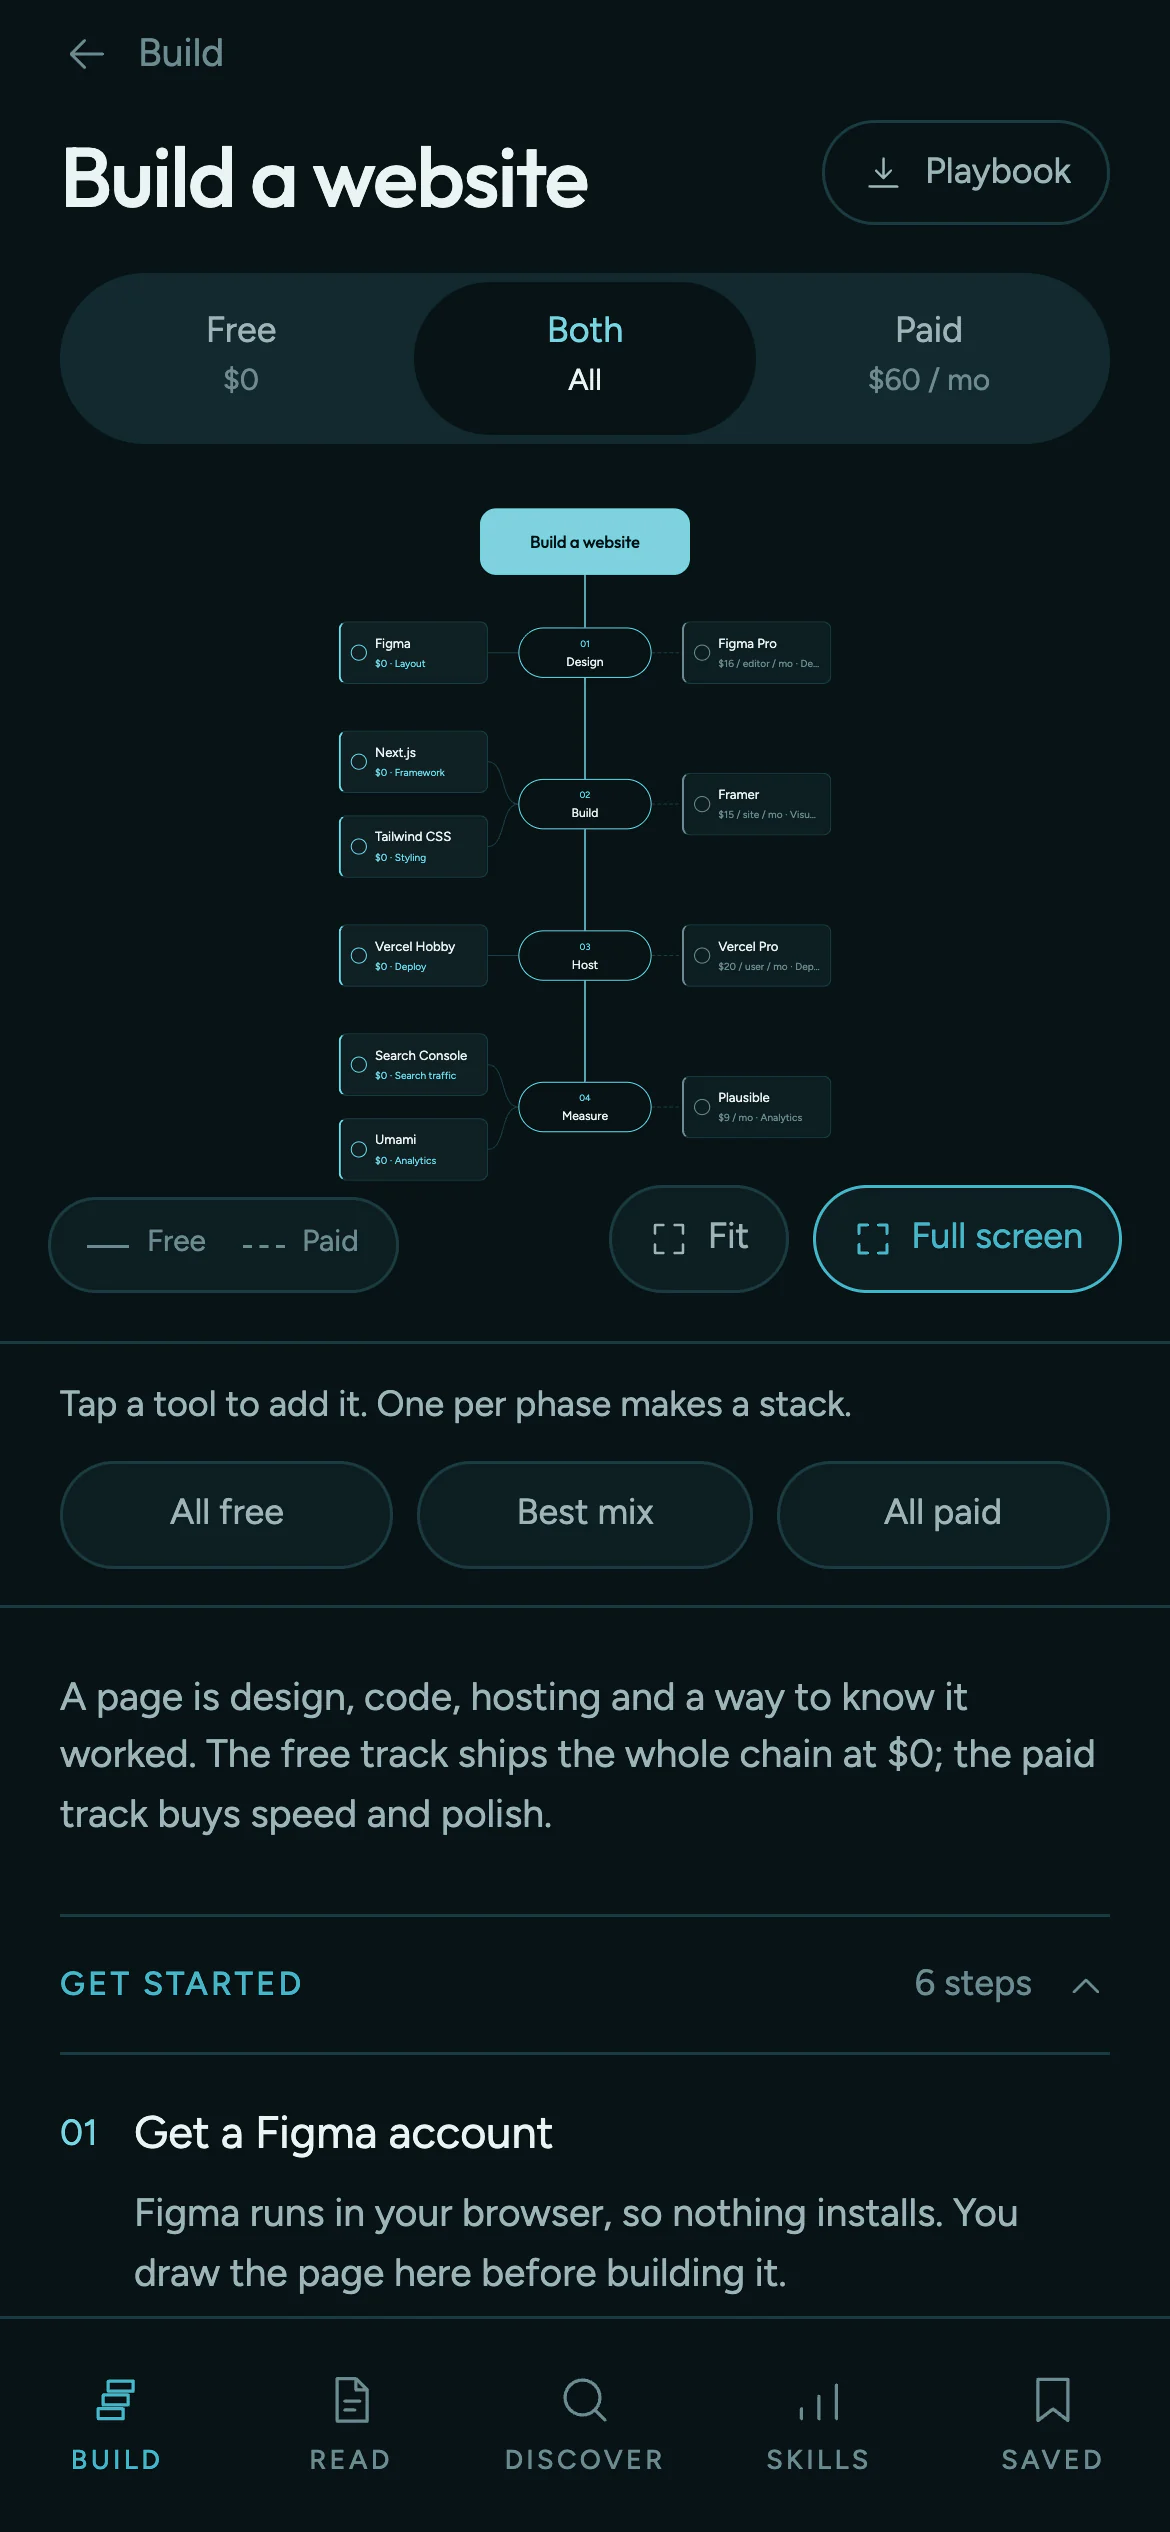 Build
Build a website
Playbook
Free
$0
Both
All
Paid
$60 / mo
Build a website
Figma
$0 · Layout
01
Design
Figma Pro
$16 / editor / mo · De...
Next.js
$0 · Framework
Tailwind CSS
$0 · Styling
02
Build
Framer
$15 / site / mo · Visu...
Vercel Hobby
$0 · Deploy
03
Host
Vercel Pro
$20 / user / mo · Dep...
Search Console
$0 · Search traffic
Umami
$0 · Analytics
04
Measure
Plausible
$9 / mo · Analytics
Free
Paid
Fit
Full screen
Tap a tool to add it. One per phase makes a stack.
All free
Best mix
All paid
A page is design, code, hosting and a way to know it
worked. The free track ships the whole chain at $0; the paid
track buys speed and polish.
GET STARTED
6 steps
01
Get a Figma account
Figma runs in your browser, so nothing installs. You
draw the page here before building it.
BUILD
READ
DISCOVER
SKILLS
SAVED